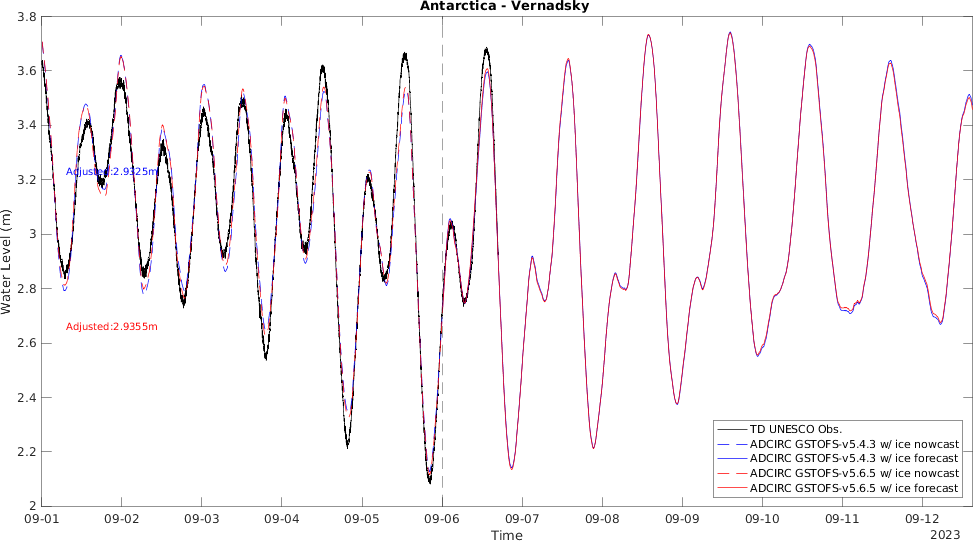 Antarctica - Vernadsky
3.8
3.6
3.4
3.2
3
2.8
2.6
2.4
2.2
2
Water Level (m)
Adjusted:2.9325m
Adjusted:2.9355m
TD UNESCO Obs.
ADCIRC GSTOFS-v5.4.3 w/ ice nowcast
ADCIRC GSTOFS-v5.4.3 w/ ice forecast
ADCIRC GSTOFS-v5.6.5 w/ ice nowcast
ADCIRC GSTOFS-v5.6.5 w/ ice forecast
09-01 09-02 09-03 09-04 09-05 09-06 09-07 09-08 09-09 09-10 09-11 09-12
Time
2023